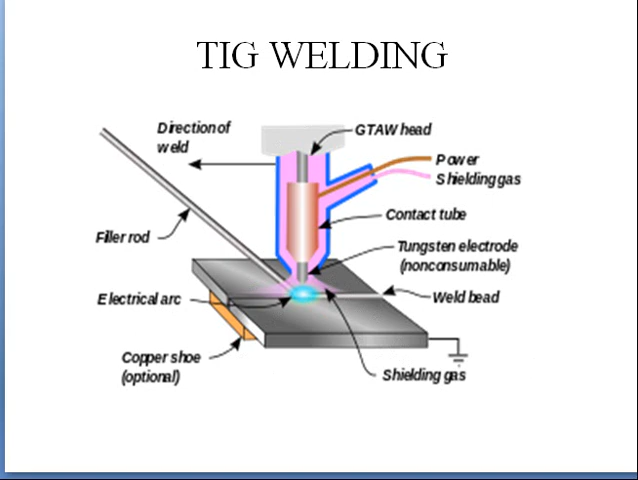 TIG WELDING
Direction of
weld
GTAW head
Power
Shielding gas
Contact tube
Filler rod
Tungsten electrode
(nonconsumable)
Electrical arc
Weld bead
Copper shoe
(optional)
Shielding gas